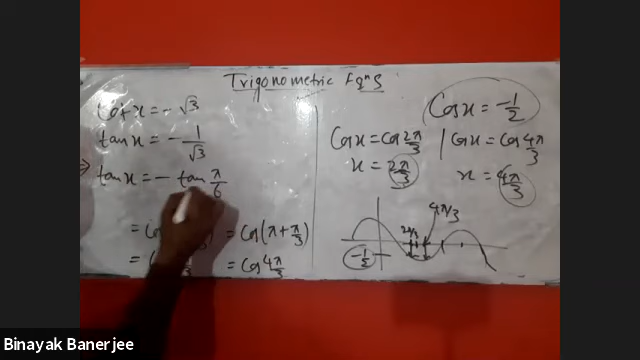 Trigonometric Eqⁿs
Cot x = - √3
tan x = - 1/√3
⇒ tan x = - tan π/6
= cos(π + π/3)
= cos 4π/3
Cos x = -1/2
Cos x = Cos 2π/3 | Cos x = Cos 4π/3
x = 2π/3
x = 4π/3
4π/3
2π/3
-1/2
Binayak Banerjee